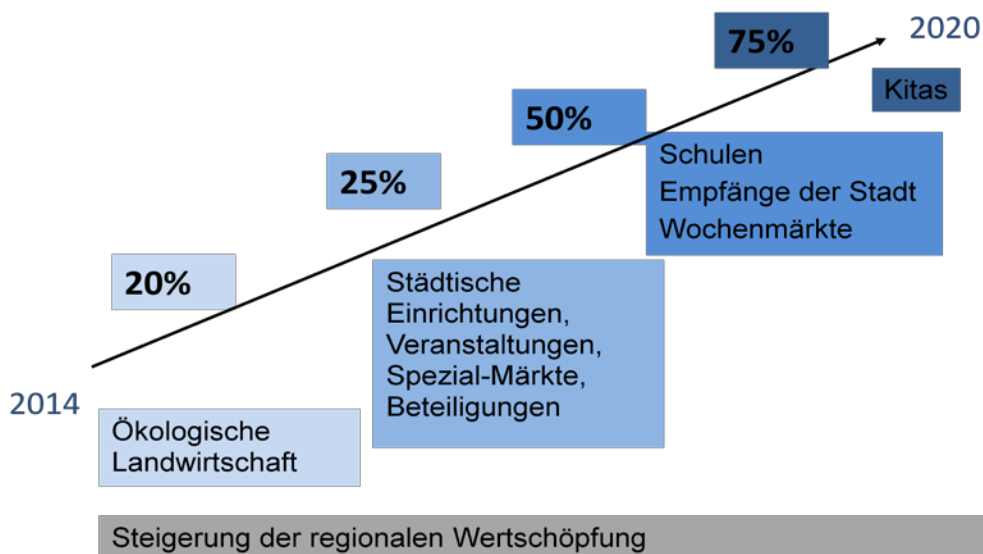 2020
75%
Kitas
50%
Schulen
Empfänge der Stadt
Wochenmärkte
25%
Städtische
Einrichtungen,
Veranstaltungen,
Spezial-Märkte,
Beteiligungen
20%
2014
Ökologische
Landwirtschaft
Steigerung der regionalen Wertschöpfung